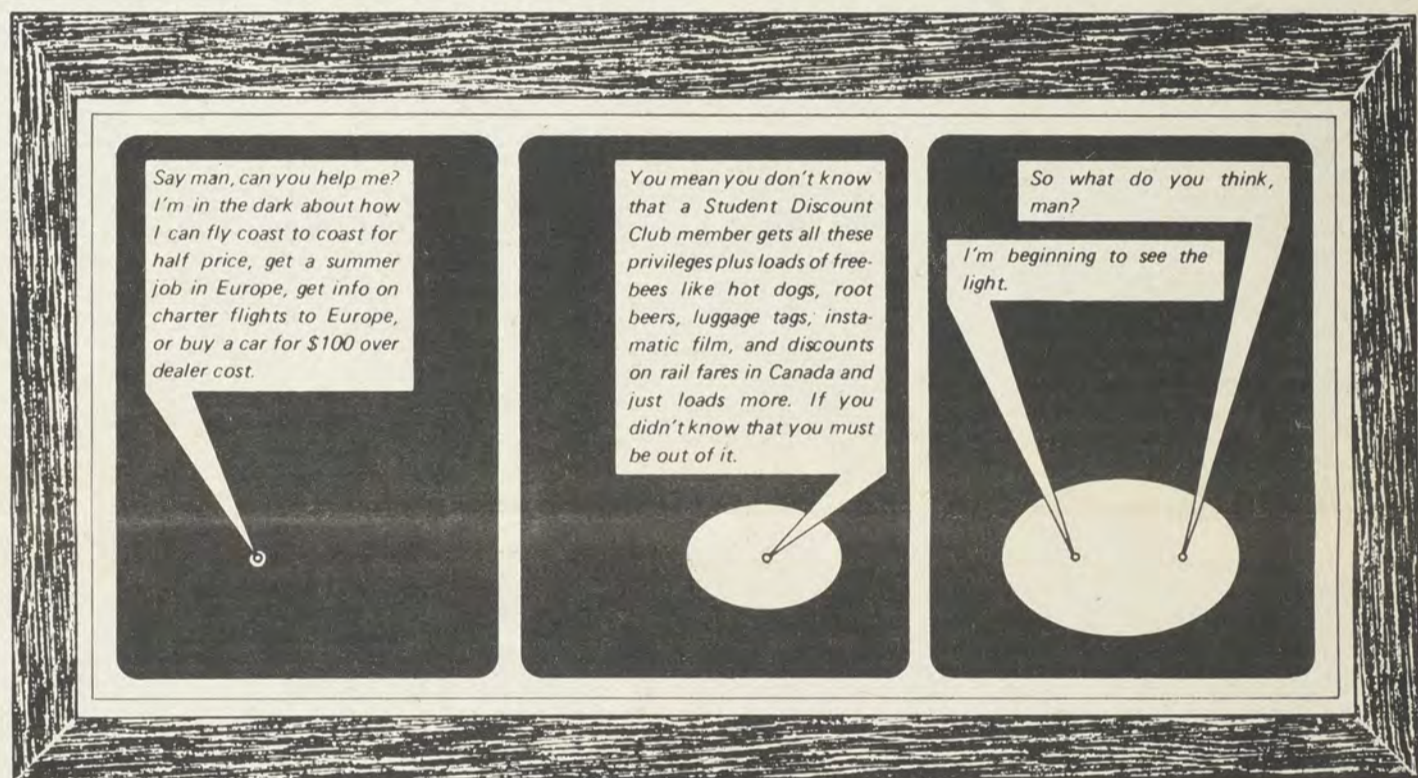 Say man, can you help me?
I'm in the dark about how
I can fly coast to coast for
half price, get a summer
job in Europe, get info on
charter flights to Europe,
or buy a car for $100 over
dealer cost.
You mean you don't know
that a Student Discount
Club member gets all these
privileges plus loads of free-
bees like hot dogs, root
beers, luggage tags, insta-
matic film, and discounts
on rail fares in Canada and
just loads more. If you
didn't know that you must
be out of it.
So what do you think,
man?
I'm beginning to see the
light.